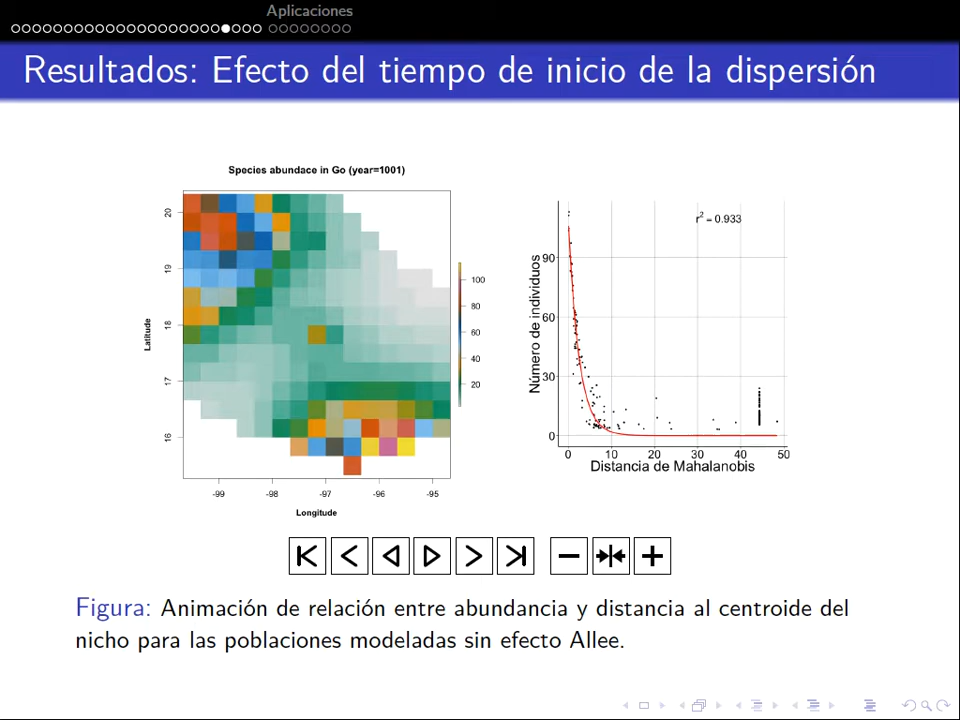 Aplicaciones
Resultados: Efecto del tiempo de inicio de la dispersión
Species abundace in Go (year=1001)
Latitude
20
19
18
17
16
-99 -98 -97 -96 -95
Longitude
100
80
60
40
20
r² = 0.933
Número de individuos
90
60
30
0
0 10 20 30 40 50
Distancia de Mahalanobis
Figura: Animación de relación entre abundancia y distancia al centroide del
nicho para las poblaciones modeladas sin efecto Allee.